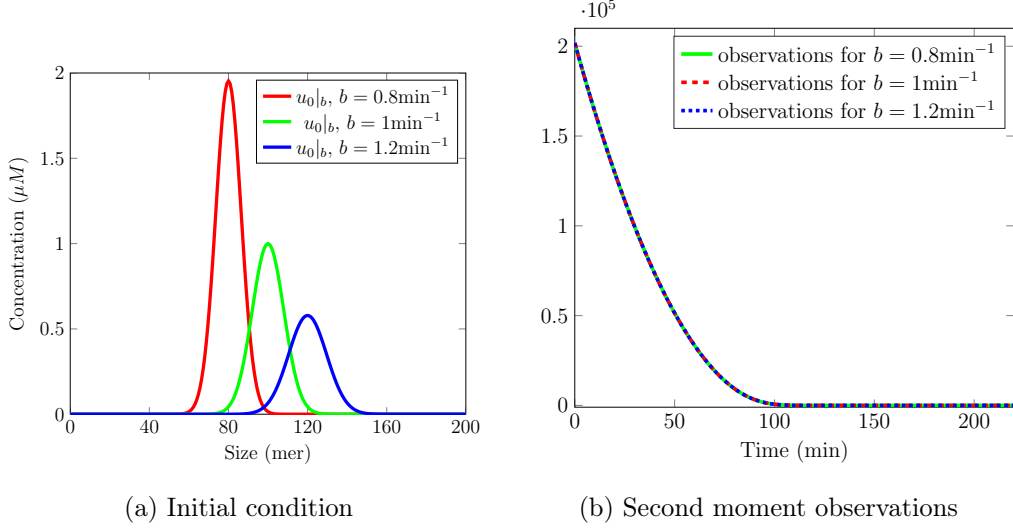 2
1.5
1
0.5
0
0
40
80
120
160
200
Concentration (μM)
Size (mer)
u₀|b, b = 0.8min⁻¹
u₀|b, b = 1min⁻¹
u₀|b, b = 1.2min⁻¹
(a) Initial condition
·10⁵
2
1.5
1
0.5
0
0
50
100
150
200
Time (min)
observations for b = 0.8min⁻¹
observations for b = 1min⁻¹
observations for b = 1.2min⁻¹
(b) Second moment observations